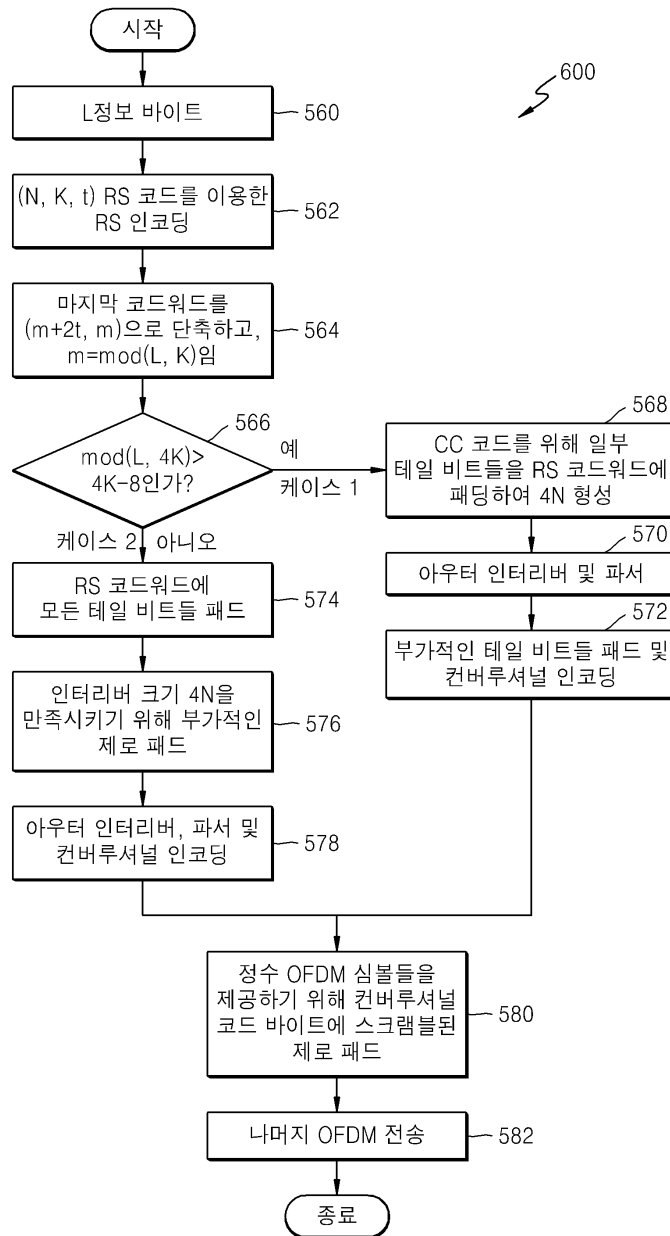 시작
600
L정보 바이트
560
(N, K, t) RS 코드를 이용한
RS 인코딩
562
마지막 코드워드를
(m+2t, m)으로 단축하고,
m=mod(L, K)임
564
566
mod(L, 4K)>
4K-8인가?
예
케이스 1
568
CC 코드를 위해 일부
테일 비트들을 RS 코드워드에
패딩하여 4N 형성
570
아우터 인터리버 및 파서
572
부가적인 테일 비트들 패드 및
컨버루셔널 인코딩
케이스 2
아니오
RS 코드워드에
모든 테일 비트들 패드
574
인터리버 크기 4N을
만족시키기 위해 부가적인
제로 패드
576
아우터 인터리버, 파서 및
컨버루셔널 인코딩
578
정수 OFDM 심볼들을
제공하기 위해 컨버루셔널
코드 바이트에 스크램블된
제로 패드
580
나머지 OFDM 전송
582
종료